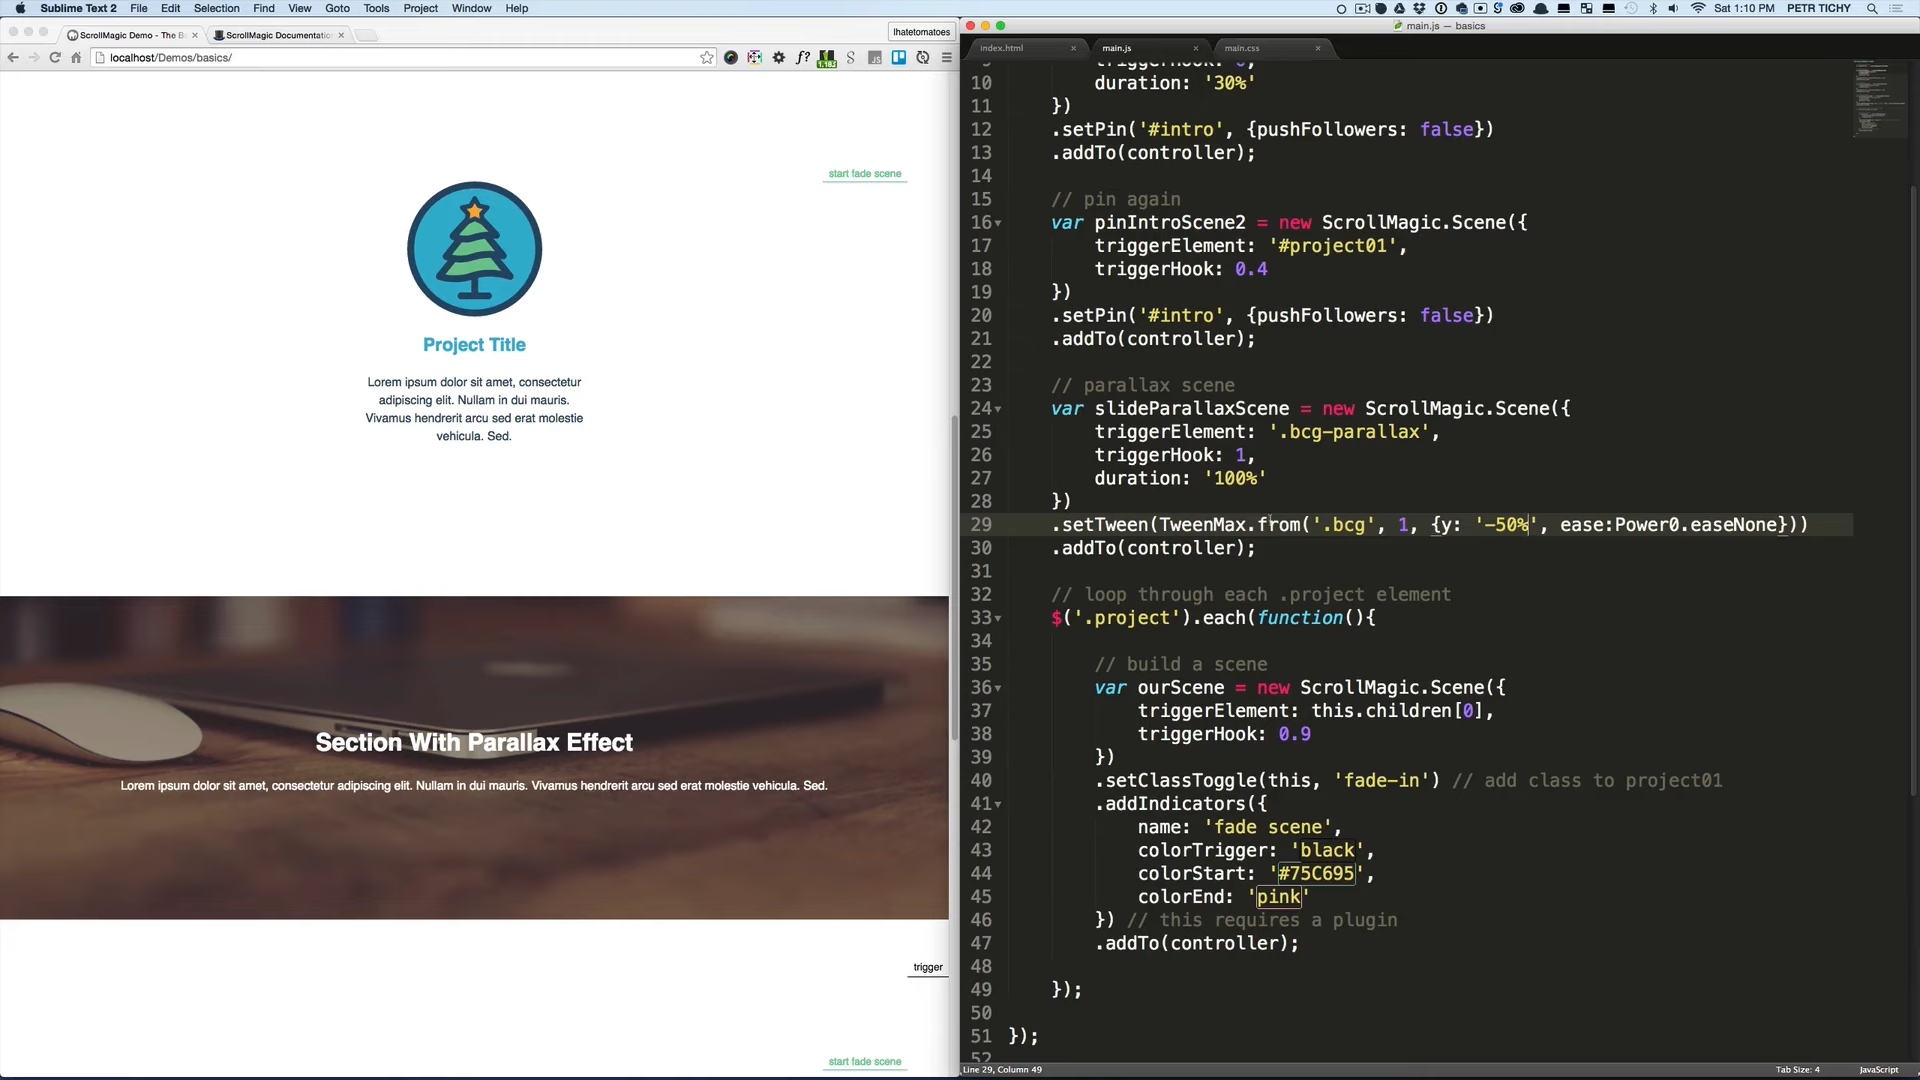 Sublime Text 2 File Edit Selection Find View Goto Tools Project Window Help
Sat 1:10 PM PETR TICHY
ScrollMagic Demo - The B
ScrollMagic Documentatio
Ihatetomatoes
localhost/Demos/basics/
start fade scene
Project Title
Lorem ipsum dolor sit amet, consectetur
adipiscing elit. Nullam in dui mauris.
Vivamus hendrerit arcu sed erat molestie
vehicula. Sed.
Section With Parallax Effect
Lorem ipsum dolor sit amet, consectetur adipiscing elit. Nullam in dui mauris. Vivamus hendrerit arcu sed erat molestie vehicula. Sed.
trigger
start fade scene
main.js — basics
index.html
main.js
main.css
10 duration: '30%'
11 })
12 .setPin('#intro', {pushFollowers: false})
13 .addTo(controller);
14
15 // pin again
16 var pinIntroScene2 = new ScrollMagic.Scene({
17 triggerElement: '#project01',
18 triggerHook: 0.4
19 })
20 .setPin('#intro', {pushFollowers: false})
21 .addTo(controller);
22
23 // parallax scene
24 var slideParallaxScene = new ScrollMagic.Scene({
25 triggerElement: '.bcg-parallax',
26 triggerHook: 1,
27 duration: '100%'
28 })
29 .setTween(TweenMax.from('.bcg', 1, {y: '-50%', ease:Power0.easeNone}))
30 .addTo(controller);
31
32 // loop through each .project element
33 $('.project').each(function(){
34
35 // build a scene
36 var ourScene = new ScrollMagic.Scene({
37 triggerElement: this.children[0],
38 triggerHook: 0.9
39 })
40 .setClassToggle(this, 'fade-in') // add class to project01
41 .addIndicators({
42 name: 'fade scene',
43 colorTrigger: 'black',
44 colorStart: '#75C695',
45 colorEnd: 'pink'
46 }) // this requires a plugin
47 .addTo(controller);
48
49 });
50
51 });
52
Line 29, Column 49
Tab Size: 4
JavaScript